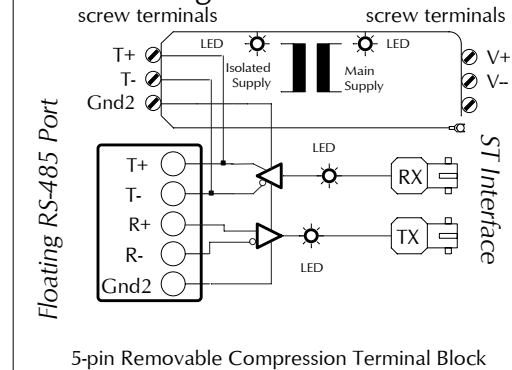 screw terminals
screw terminals
LED
LED
T+
T-
Gnd2
Isolated
Supply
Main
Supply
V+
V--
Floating RS-485 Port
T+
T-
R+
R-
Gnd2
LED
RX
TX
LED
ST Interface
5-pin Removable Compression Terminal Block